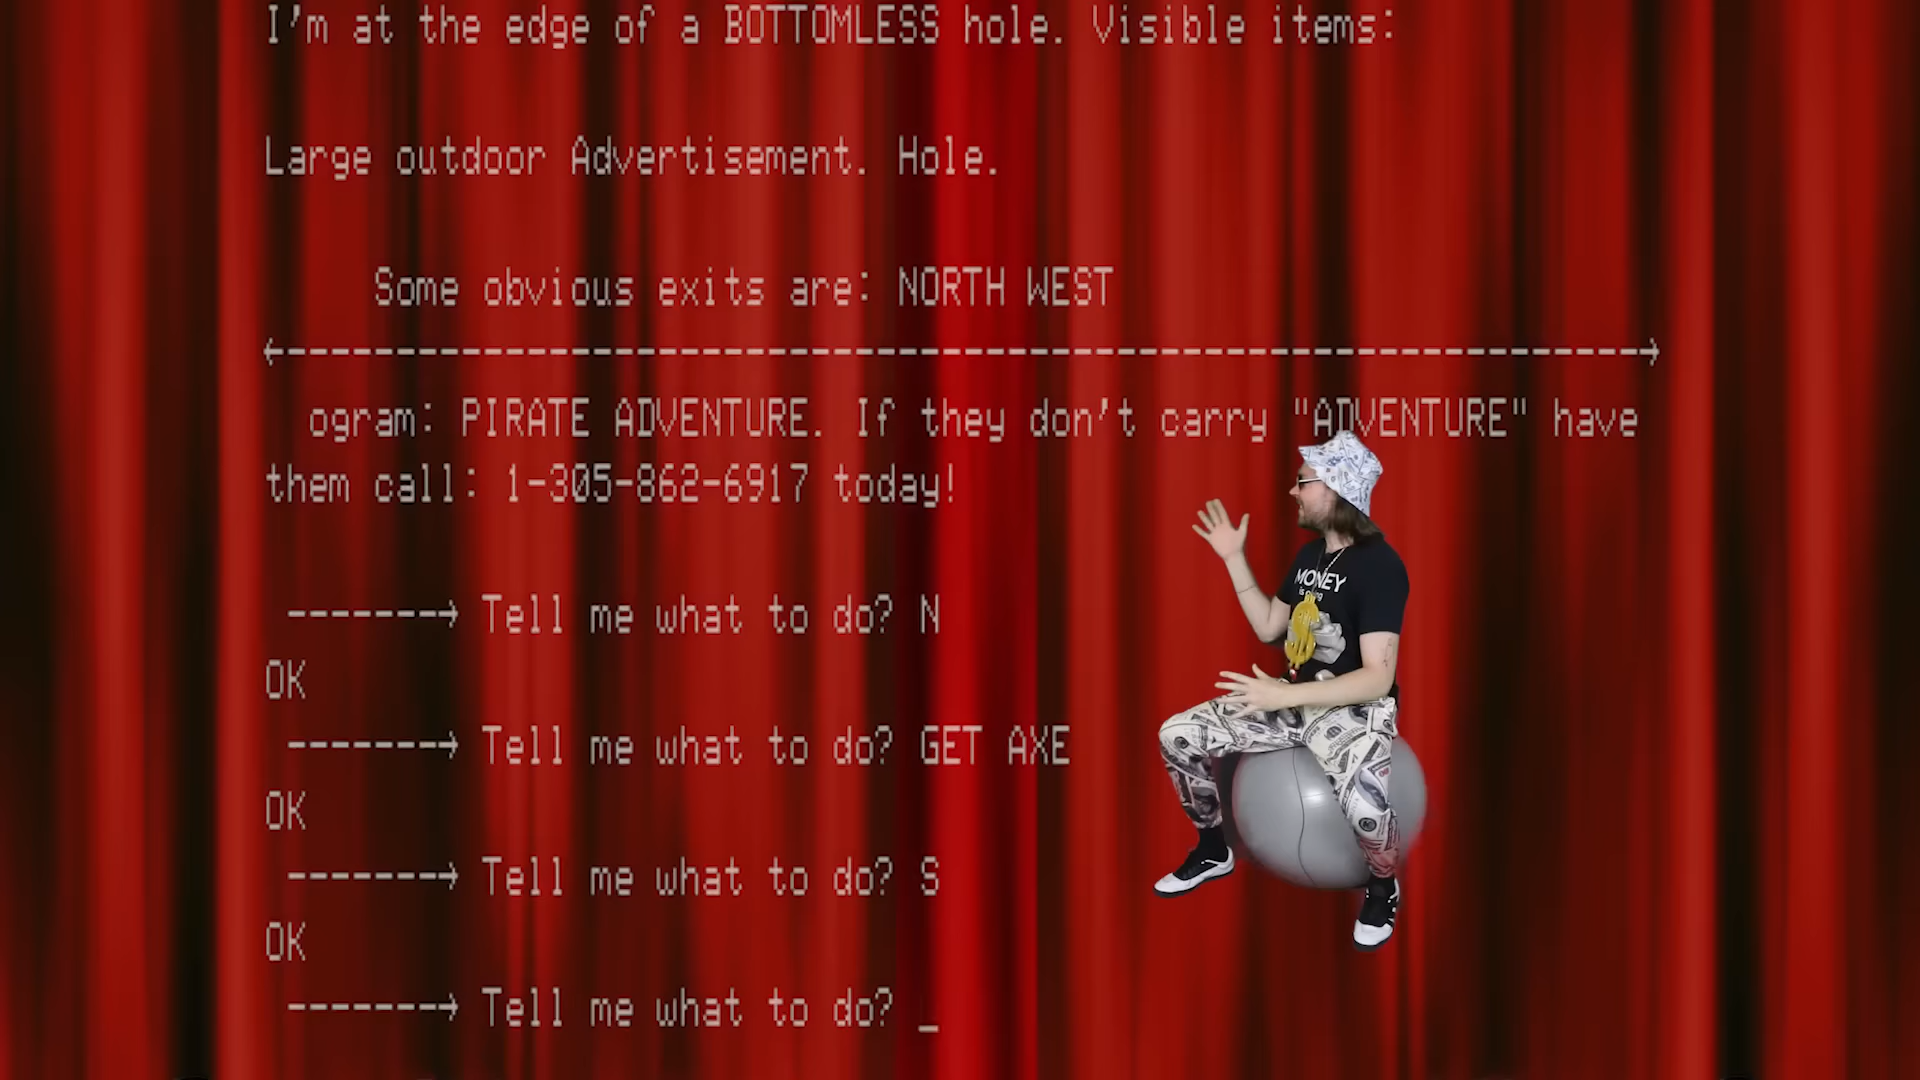 I'm at the edge of a BOTTOMLESS hole. Visible items:
Large outdoor Advertisement. Hole.
Some obvious exits are: NORTH WEST
<---------------------------------------------------------------->
ogram: PIRATE ADVENTURE. If they don't carry "ADVENTURE" have
them call: 1-305-862-6917 today!
-------> Tell me what to do? N
OK
-------> Tell me what to do? GET AXE
OK
-------> Tell me what to do? S
OK
-------> Tell me what to do? _
MONEY
is